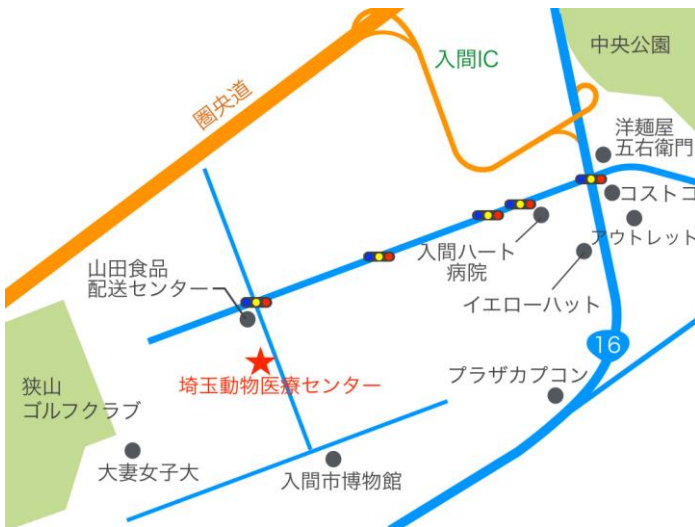 中央公園
入間IC
圏央道
洋麺屋
五右衛門
コストコ
アウトレット
入間ハート
病院
山田食品
配送センター
イエローハット
16
埼玉動物医療センター
プラザカプコン
狭山
ゴルフクラブ
大妻女子大
入間市博物館